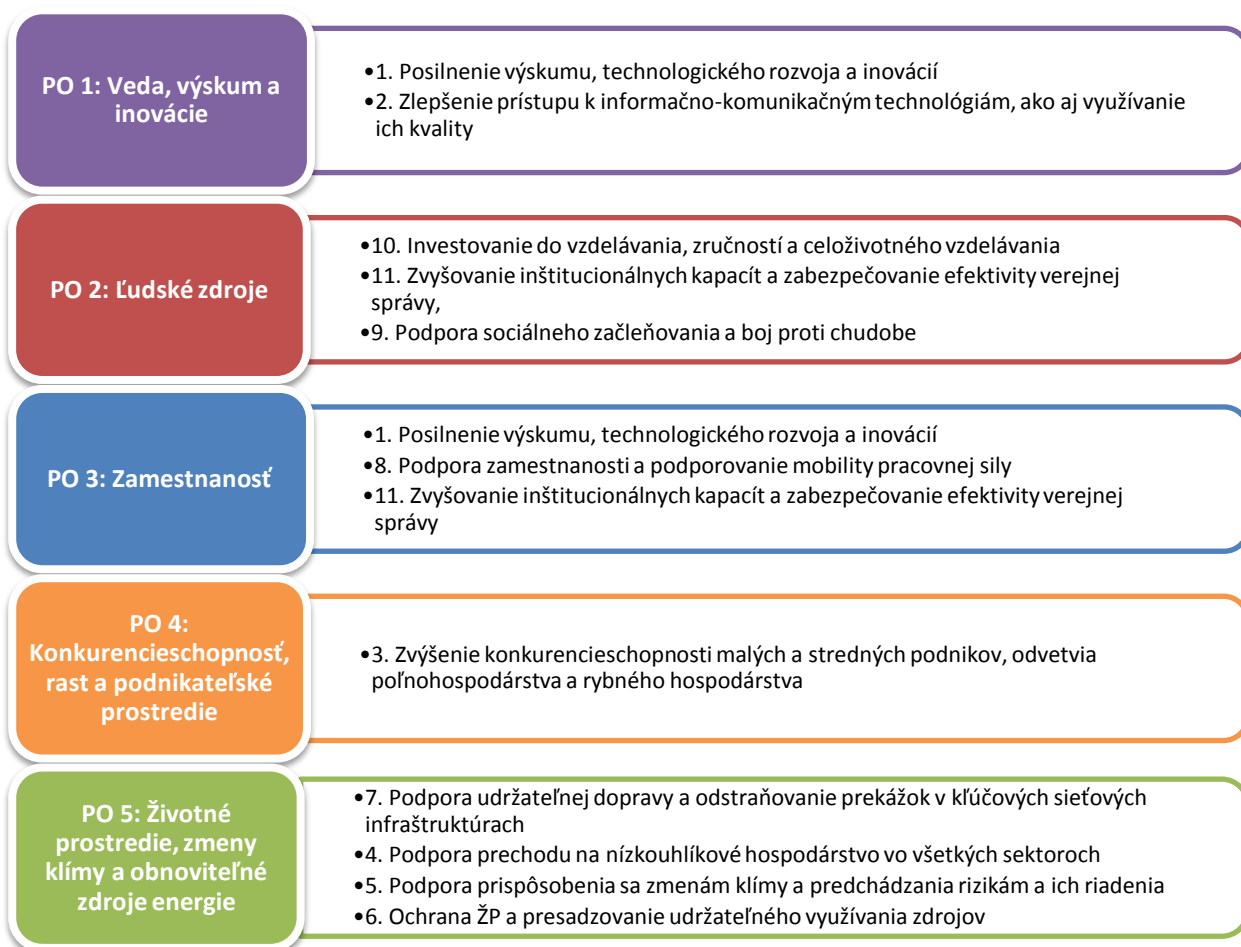 PO 1: Veda, výskum a
inovácie
•1. Posilnenie výskumu, technologického rozvoja a inovácií
•2. Zlepšenie prístupu k informačno-komunikačným technológiám, ako aj využívanie
ich kvality
PO 2: Ľudské zdroje
•10. Investovanie do vzdelávania, zručností a celoživotného vzdelávania
•11. Zvyšovanie inštitucionálnych kapacít a zabezpečovanie efektivity verejnej
správy,
•9. Podpora sociálneho začleňovania a boj proti chudobe
PO 3: Zamestnanosť
•1. Posilnenie výskumu, technologického rozvoja a inovácií
•8. Podpora zamestnanosti a podporovanie mobility pracovnej sily
•11. Zvyšovanie inštitucionálnych kapacít a zabezpečovanie efektivity verejnej
správy
PO 4:
Konkurencieschopnosť,
rast a podnikateľské
prostredie
•3. Zvýšenie konkurencieschopnosti malých a stredných podnikov, odvetvia
poľnohospodárstva a rybného hospodárstva
PO 5: Životné
prostredie, zmeny
klímy a obnoviteľné
zdroje energie
•7. Podpora udržateľnej dopravy a odstraňovanie prekážok v kľúčových sieťových
infraštruktúrach
•4. Podpora prechodu na nízkouhlíkové hospodárstvo vo všetkých sektoroch
•5. Podpora prispôsobenia sa zmenám klímy a predchádzania rizikám a ich riadenia
•6. Ochrana ŽP a presadzovanie udržateľného využívania zdrojov